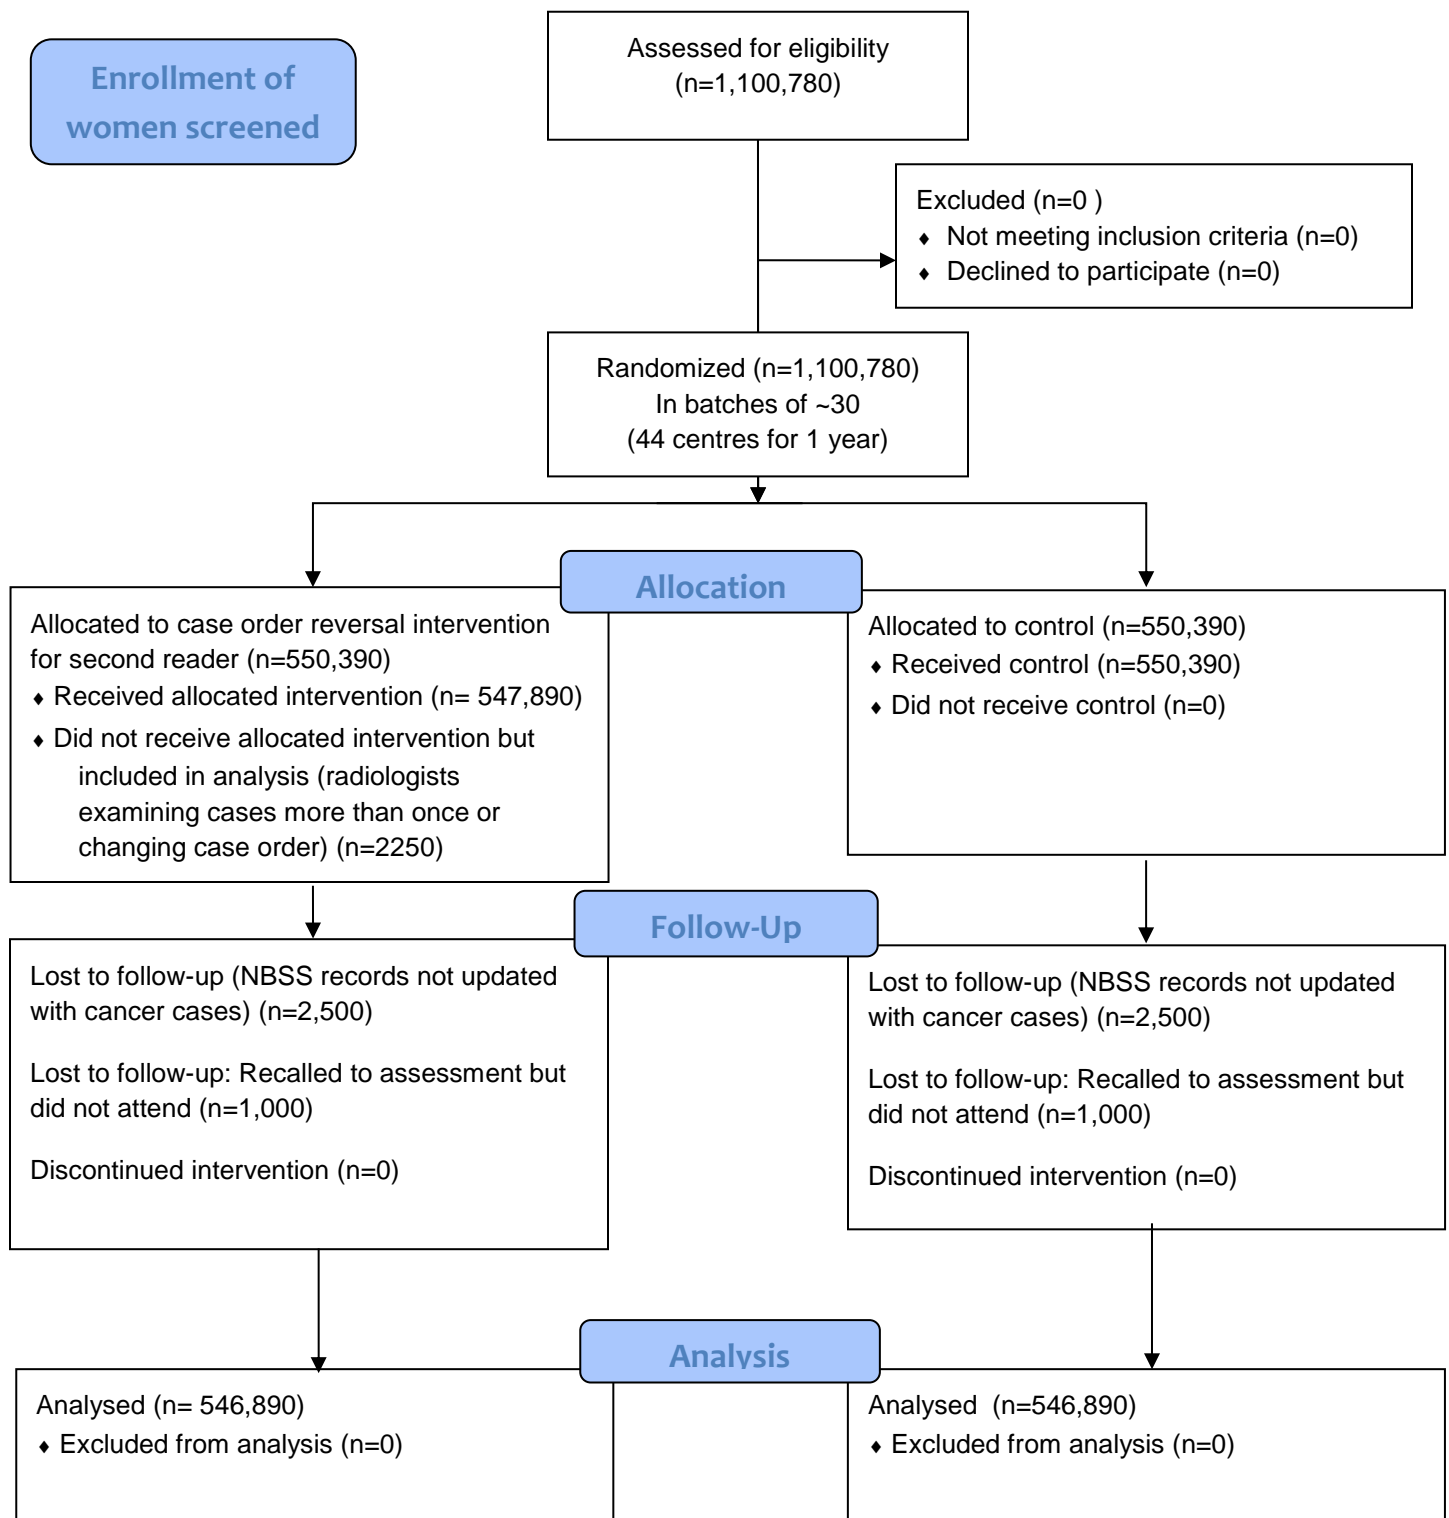 Enrollment of
women screened
Assessed for eligibility
(n=1,100,780)
Excluded (n=0 )
♦ Not meeting inclusion criteria (n=0)
♦ Declined to participate (n=0)
Randomized (n=1,100,780)
In batches of ~30
(44 centres for 1 year)
Allocation
Allocated to case order reversal intervention
for second reader (n=550,390)
♦ Received allocated intervention (n= 547,890)
♦ Did not receive allocated intervention but
included in analysis (radiologists
examining cases more than once or
changing case order) (n=2250)
Allocated to control (n=550,390)
♦ Received control (n=550,390)
♦ Did not receive control (n=0)
Follow-Up
Lost to follow-up (NBSS records not updated
with cancer cases) (n=2,500)
Lost to follow-up: Recalled to assessment but
did not attend (n=1,000)
Discontinued intervention (n=0)
Lost to follow-up (NBSS records not updated
with cancer cases) (n=2,500)
Lost to follow-up: Recalled to assessment but
did not attend (n=1,000)
Discontinued intervention (n=0)
Analysis
Analysed (n= 546,890)
♦ Excluded from analysis (n=0)
Analysed  (n=546,890)
♦ Excluded from analysis (n=0)